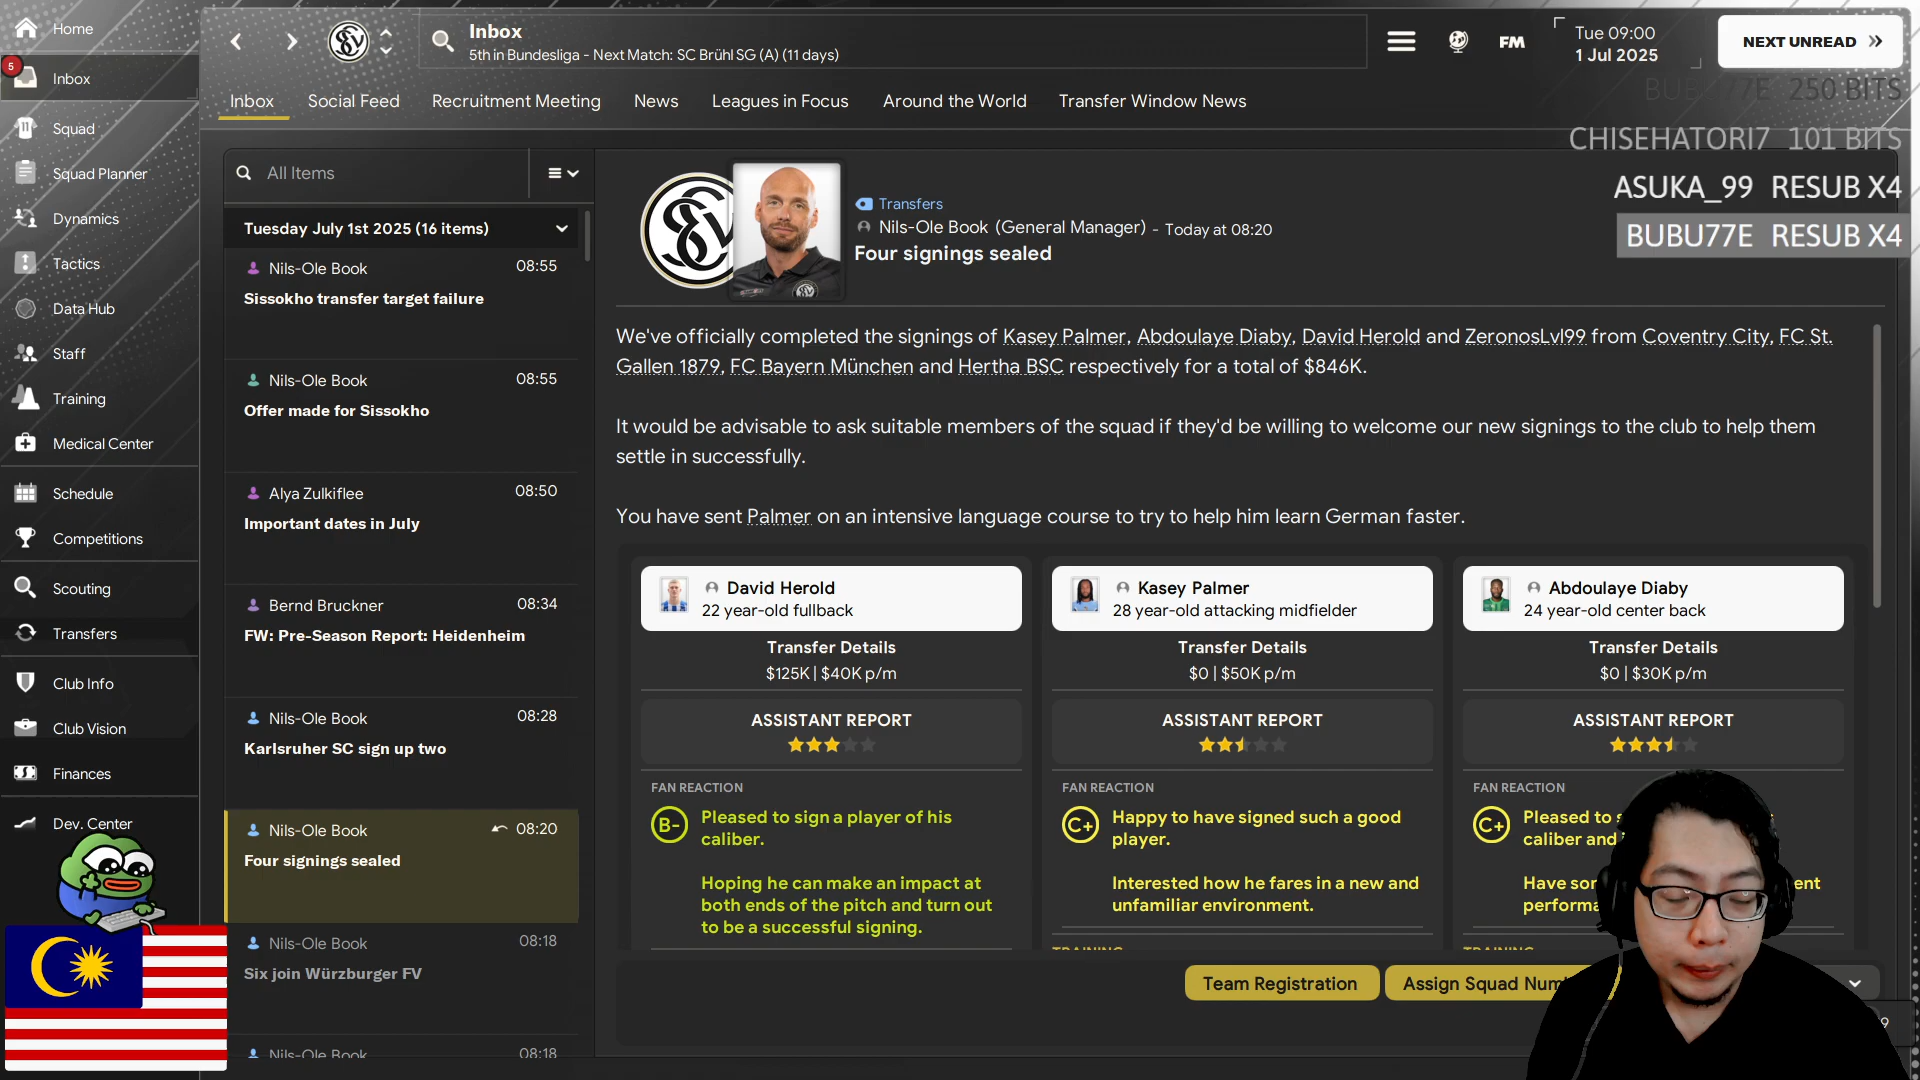 Home
5
Inbox
Squad
Squad Planner
Dynamics
Tactics
Data Hub
Staff
Training
Medical Center
Schedule
Competitions
Scouting
Transfers
Club Info
Club Vision
Finances
Dev. Center
Inbox
5th in Bundesliga - Next Match: SC Brühl SG (A) (11 days)
FM
Tue 09:00
1 Jul 2025
NEXT UNREAD
Inbox
Social Feed
Recruitment Meeting
News
Leagues in Focus
Around the World
Transfer Window News
BUBU77E 250 BITS
CHISEHATORI7 101 BITS
ASUKA_99 RESUB X4
BUBU77E RESUB X4
All Items
Tuesday July 1st 2025 (16 items)
Nils-Ole Book 08:55
Sissokho transfer target failure
Nils-Ole Book 08:55
Offer made for Sissokho
Alya Zulkiflee 08:50
Important dates in July
Bernd Bruckner 08:34
FW: Pre-Season Report: Heidenheim
Nils-Ole Book 08:28
Karlsruher SC sign up two
Nils-Ole Book 08:20
Four signings sealed
Nils-Ole Book 08:18
Six join Würzburger FV
Nils-Ole Book 08:18
Transfers
Nils-Ole Book (General Manager) - Today at 08:20
Four signings sealed
We've officially completed the signings of Kasey Palmer, Abdoulaye Diaby, David Herold and ZeronosLvl99 from Coventry City, FC St.
Gallen 1879, FC Bayern München and Hertha BSC respectively for a total of $846K.
It would be advisable to ask suitable members of the squad if they'd be willing to welcome our new signings to the club to help them
settle in successfully.
You have sent Palmer on an intensive language course to try to help him learn German faster.
David Herold
22 year-old fullback
Transfer Details
$125K | $40K p/m
ASSISTANT REPORT
FAN REACTION
B-
Pleased to sign a player of his
caliber.
Hoping he can make an impact at
both ends of the pitch and turn out
to be a successful signing.
Kasey Palmer
28 year-old attacking midfielder
Transfer Details
$0 | $50K p/m
ASSISTANT REPORT
FAN REACTION
C+
Happy to have signed such a good
player.
Interested how he fares in a new and
unfamiliar environment.
TRAINING
Abdoulaye Diaby
24 year-old center back
Transfer Details
$0 | $30K p/m
ASSISTANT REPORT
FAN REACTION
C+
Pleased to
caliber and
Have
TRAINING
Team Registration
Assign Squad
9